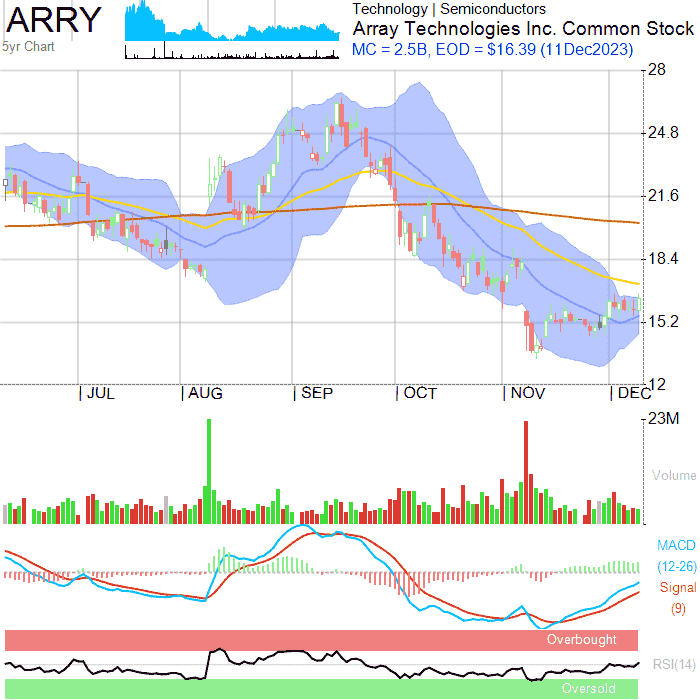 ARRY
5yr Chart
Technology | Semiconductors
Array Technologies Inc. Common Stock
MC = 2.5B, EOD = $16.39 (11Dec2023)
28
24.8
21.6
18.4
15.2
12
JUL
AUG
SEP
OCT
NOV
DEC
23M
Volume
MACD
(12-26)
Signal
(9)
Overbought
RSI(14)
Oversold